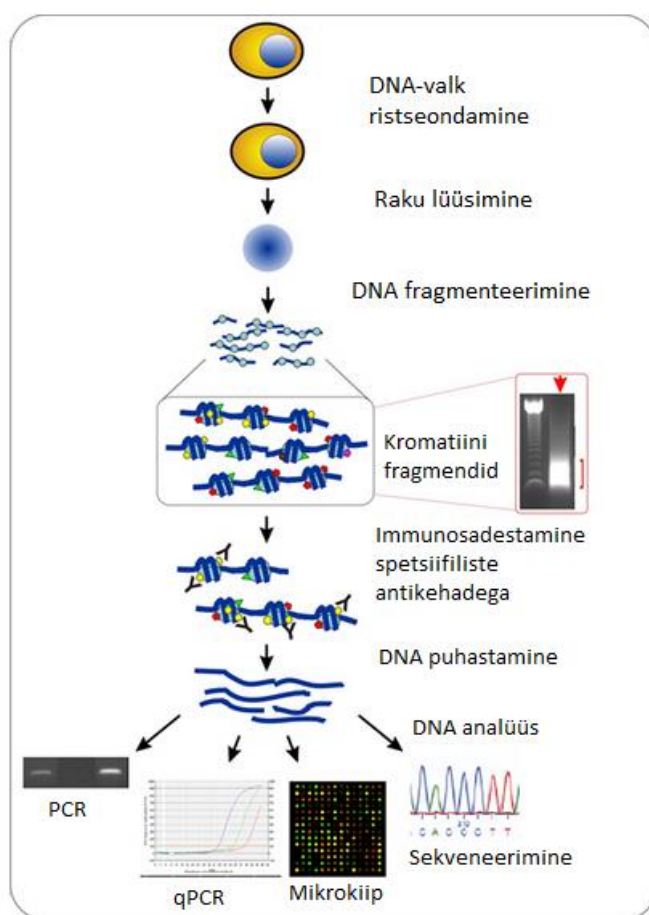 DNA-valk
ristseondamine
Raku lüüsimine
DNA fragmenteerimine
Kromatiini
fragmendid
Immunosadestamine
spetsiifiliste
antikehadega
DNA puhastamine
DNA analüüs
PCR
qPCR
Mikrokiip
Sekveneerimine